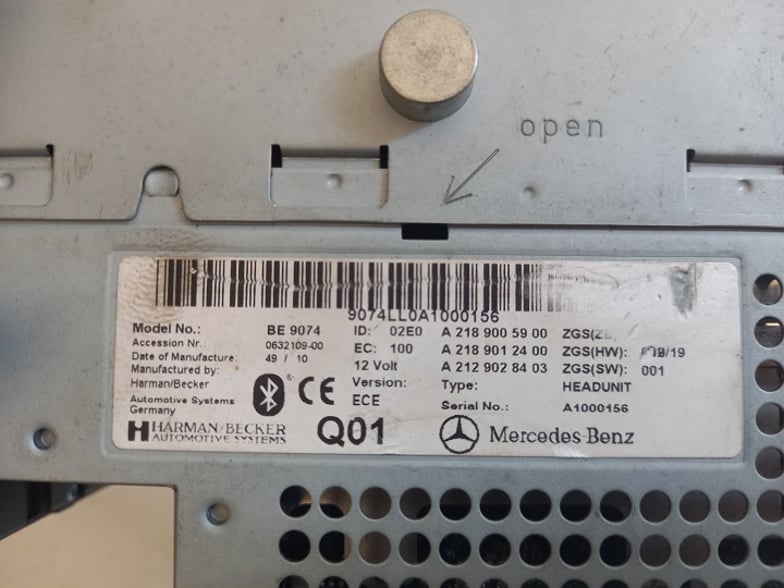 open
9074LL0A1000156
Model No.: BE 9074 ID: 02E0 A 218 900 59 00 ZGS(
Accession Nr.: 0632109-00 EC: 100 A 218 901 24 00 ZGS(HW): /19
Date of Manufacture: 49 / 10 12 Volt A 212 902 84 03 ZGS(SW): 001
Manufactured by: Version: Type: HEADUNIT
Harman/Becker ECE Serial No.: A1000156
Automotive Systems
Germany
CE
HARMAN/BECKER
AUTOMOTIVE SYSTEMS
Q01
Mercedes-Benz